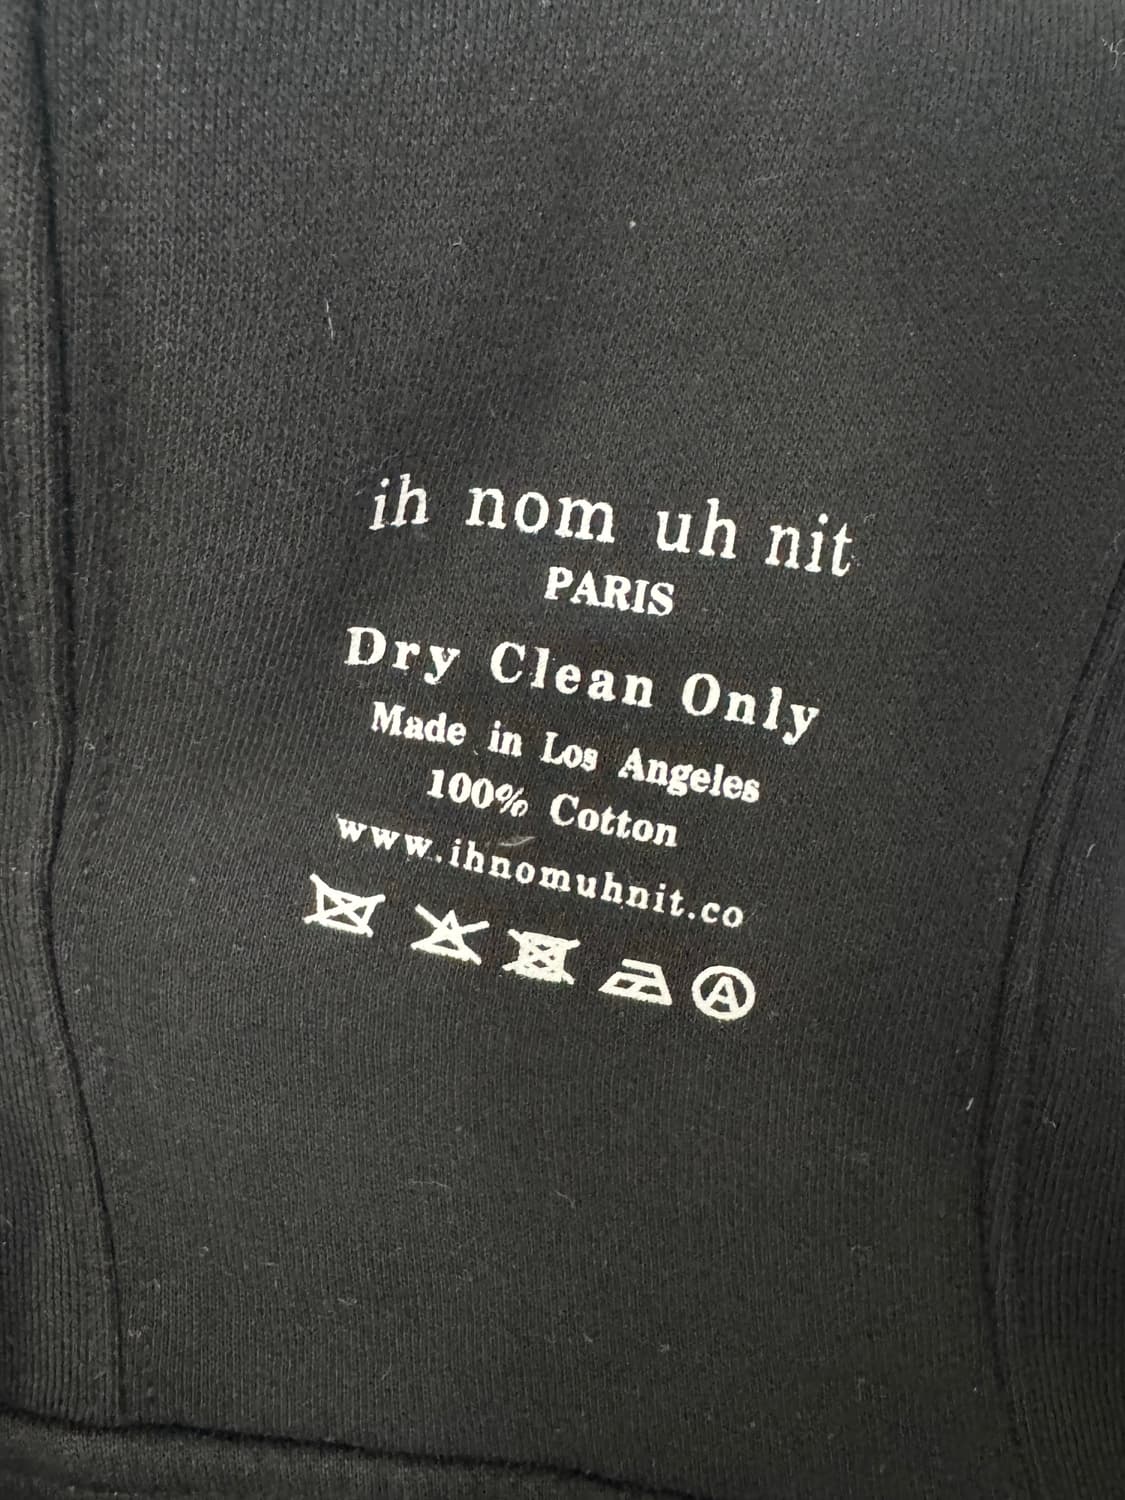 ih nom uh nit
PARIS
Dry Clean Only
Made in Los Angeles
100% Cotton
www.ihnomuhnit.co
A